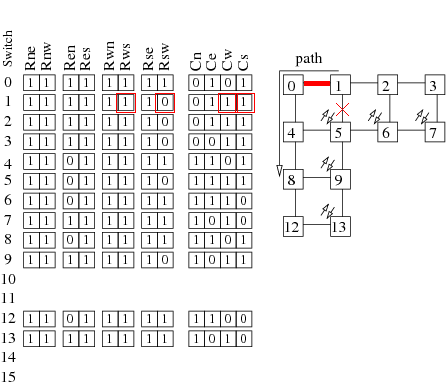 Switch Rne Rnw Ren Res Rwn Rws Rse Rsw Cn Ce Cw Cs
0 1 1 1 1 1 1 1 1 0 1 0 1
1 1 1 1 1 1 1 1 0 0 1 1 1
2 1 1 1 1 1 1 1 0 0 1 1 1
3 1 1 1 1 1 1 1 0 0 0 1 1
4 1 1 0 1 1 1 1 1 1 1 0 1
5 1 1 1 1 1 1 1 0 1 1 1 1
6 1 1 0 1 1 1 1 1 1 1 1 0
7 1 1 1 1 1 1 1 1 1 0 1 0
8 1 1 0 1 1 1 1 1 1 1 0 1
9 1 1 1 1 1 1 1 0 1 0 1 1
10
11
12 1 1 0 1 1 1 1 1 1 1 0 0
13 1 1 1 1 1 1 1 1 1 0 1 0
14
15
path
0 1 2 3
4 5 6 7
8 9
12 13